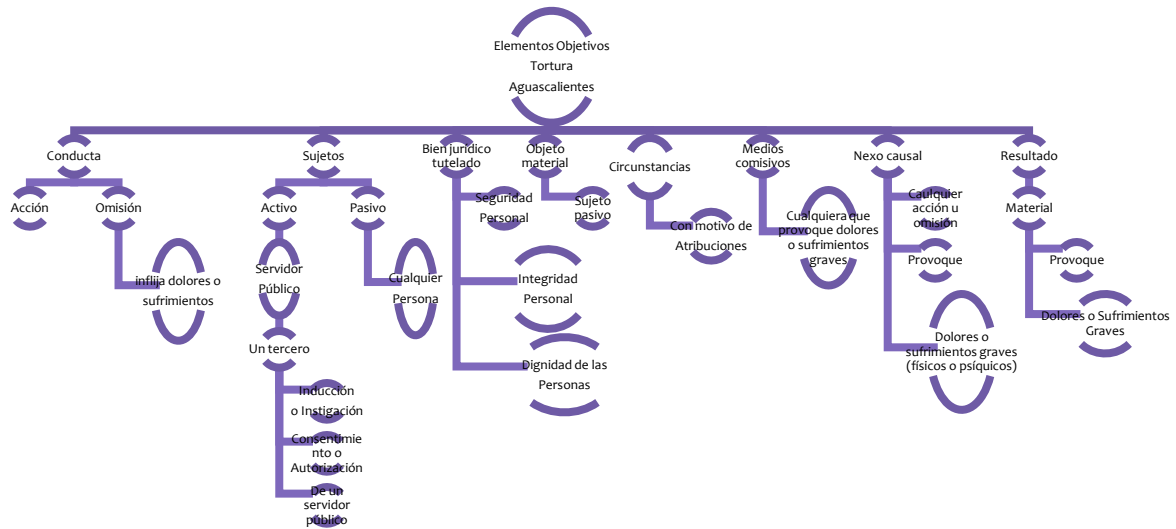 Elementos Objetivos
Tortura
Aguascalientes
Conducta
Acción
Omisión
inflija dolores o
sufrimientos
Sujetos
Activo
Servidor
Público
Un tercero
Inducción
o Instigación
Consentimie
nto o
Autorización
De un
servidor
público
Pasivo
Cualquier
Persona
Bien jurídico
tutelado
Seguridad
Personal
Integridad
Personal
Dignidad de las
Personas
Objeto
material
Sujeto
pasivo
Circunstancias
Con motivo de
Atribuciones
Medios
comisivos
Cualquiera que
provoque dolores
o sufrimientos
graves
Nexo causal
Caulquier
acción u
omisión
Provoque
Dolores o
sufrimientos graves
(físicos o psíquicos)
Resultado
Material
Provoque
Dolores o Sufrimientos
Graves